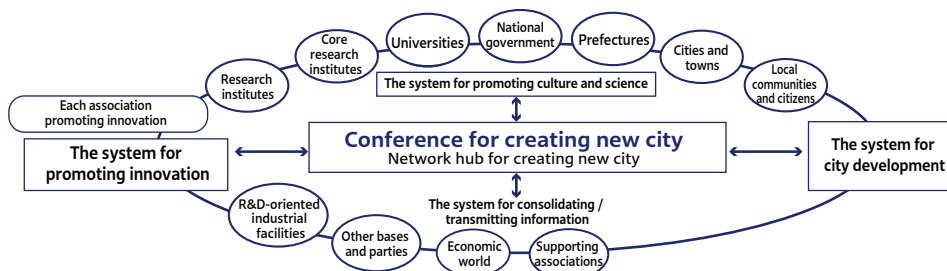 Universities
National
government
Prefectures
Core
research
institutes
Cities and
towns
Research
institutes
The system for promoting culture and science
Local
communities
and citizens
Each association
promoting innovation
The system for
promoting innovation
Conference for creating new city
Network hub for creating new city
The system for
city development
The system for consolidating /
transmitting information
R&D-oriented
industrial
facilities
Other bases
and parties
Economic
world
Supporting
associations